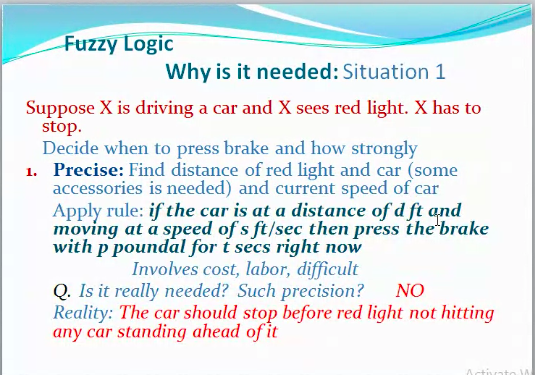 Fuzzy Logic
Why is it needed: Situation 1
Suppose X is driving a car and X sees red light. X has to
stop.
Decide when to press brake and how strongly
1. Precise: Find distance of red light and car (some
accessories is needed) and current speed of car
Apply rule: if the car is at a distance of d ft and
moving at a speed of s ft/sec then press the brake
with p poundal for t secs right now
Involves cost, labor, difficult
Q. Is it really needed? Such precision? NO
Reality: The car should stop before red light not hitting
any car standing ahead of it
Activate W